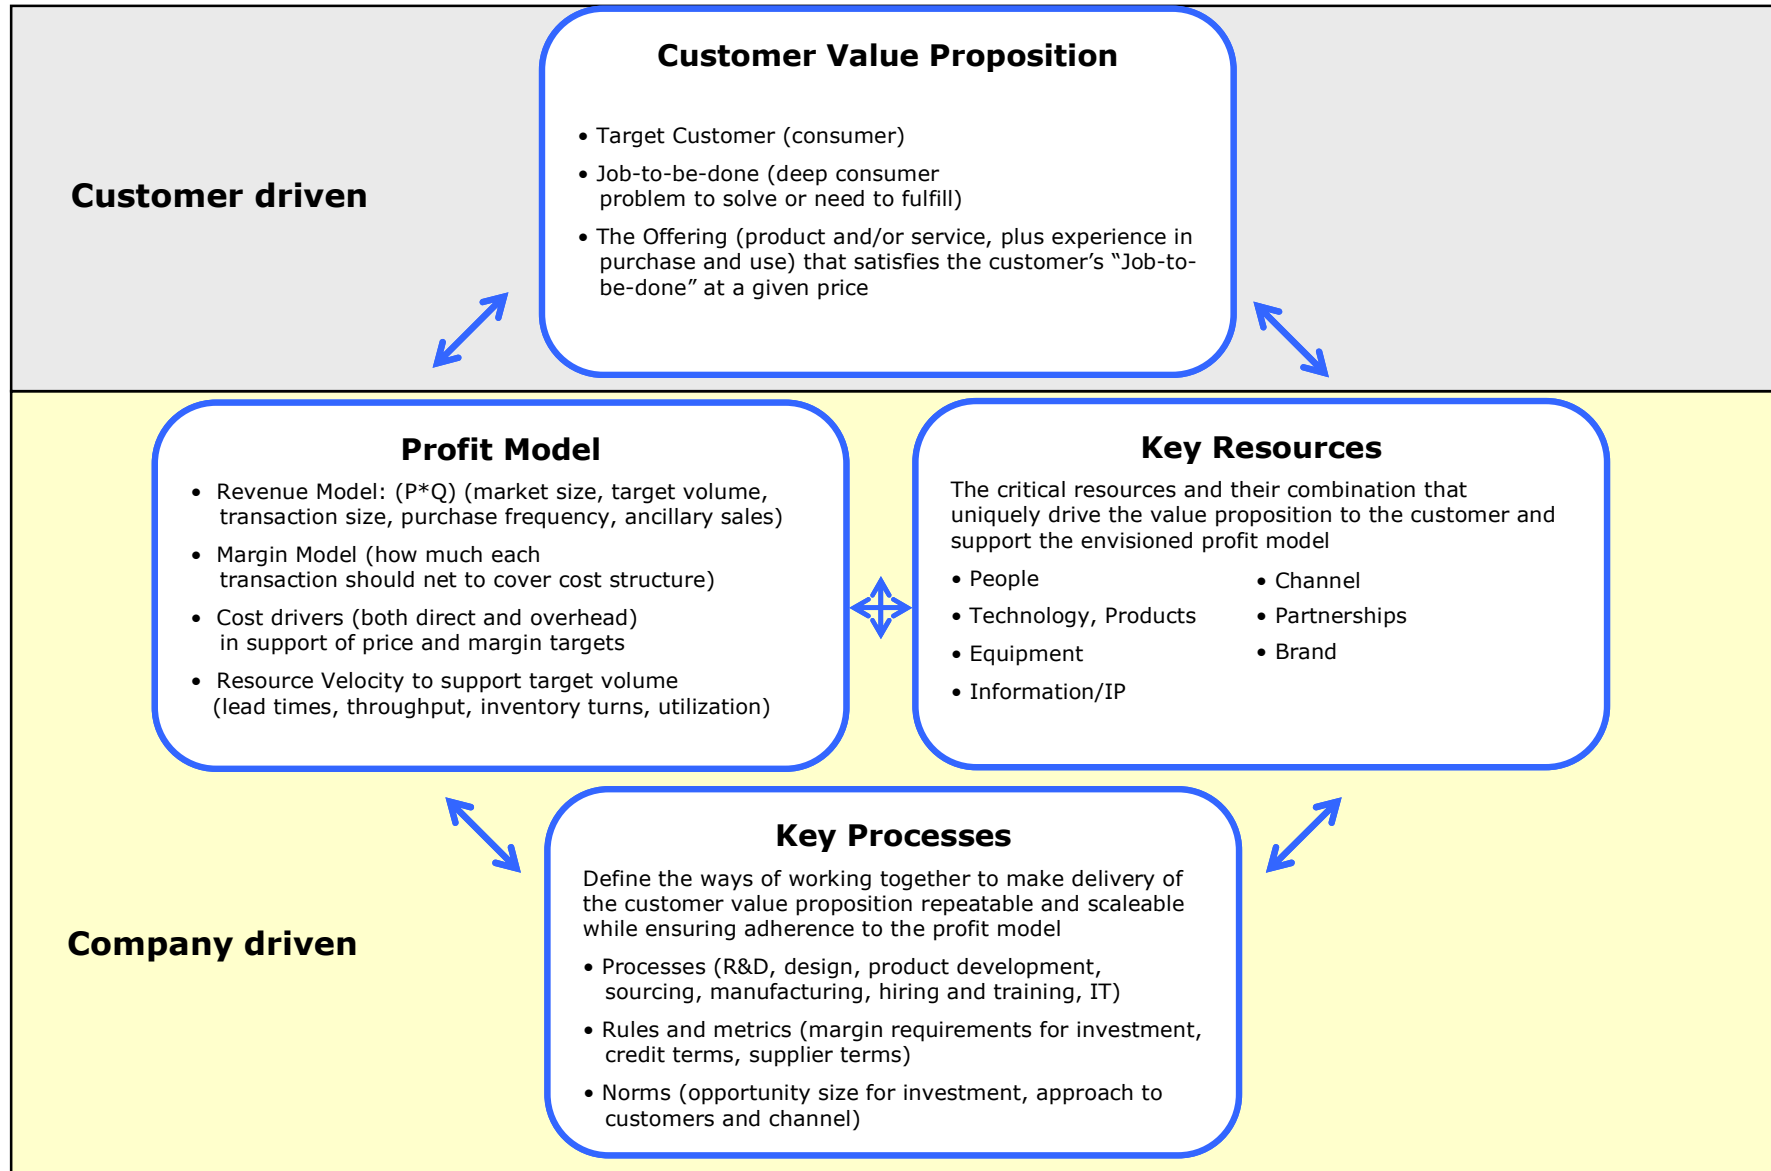 Customer Value Proposition
• Target Customer (consumer)
• Job-to-be-done (deep consumer
problem to solve or need to fulfill)
• The Offering (product and/or service, plus experience in
purchase and use) that satisfies the customer’s “Job-to-
be-done” at a given price
Customer driven
Profit Model
• Revenue Model: (P*Q) (market size, target volume,
transaction size, purchase frequency, ancillary sales)
• Margin Model (how much each
transaction should net to cover cost structure)
• Cost drivers (both direct and overhead)
in support of price and margin targets
• Resource Velocity to support target volume
(lead times, throughput, inventory turns, utilization)
Key Resources
The critical resources and their combination that
uniquely drive the value proposition to the customer and
support the envisioned profit model
• People
• Technology, Products
• Equipment
• Information/IP
• Channel
• Partnerships
• Brand
Key Processes
Define the ways of working together to make delivery of
the customer value proposition repeatable and scaleable
while ensuring adherence to the profit model
• Processes (R&D, design, product development,
sourcing, manufacturing, hiring and training, IT)
• Rules and metrics (margin requirements for investment,
credit terms, supplier terms)
• Norms (opportunity size for investment, approach to
customers and channel)
Company driven